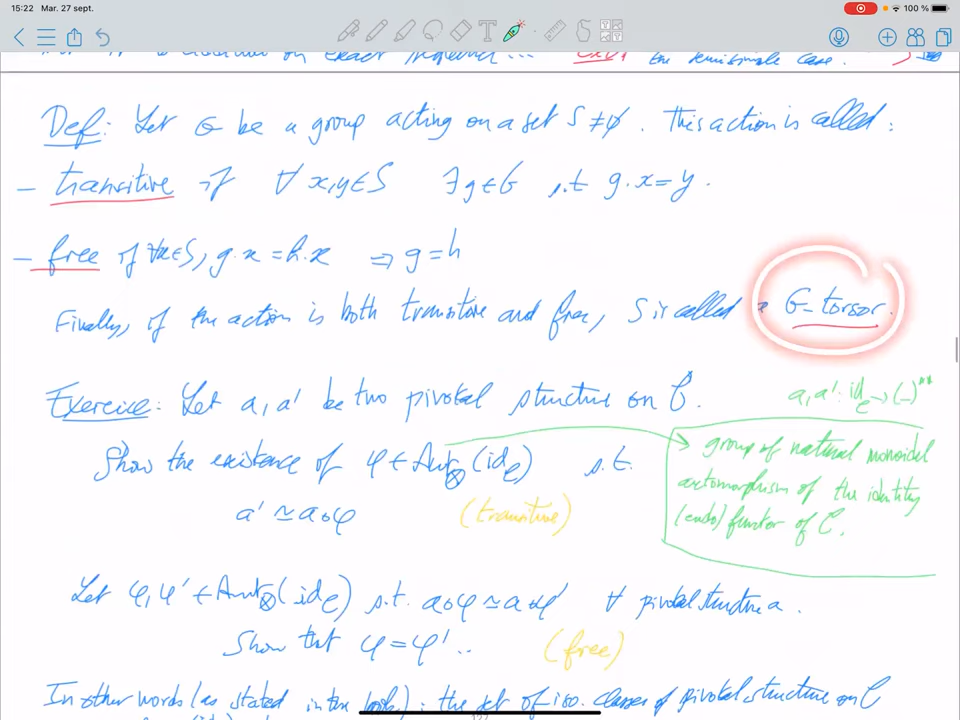 15:22 Mar. 27 sept.
100 %
the semisimple case.
Def: Let G be a group acting on a set S ≠ ∅. This action is called:
- transitive if ∀ x,y ∈ S ∃ g ∈ G s.t g.x = y.
- free if ∀x ∈ S, g.x = h.x ⇒ g = h
Finally, if the action is both transitive and free, S is called a G-torsor.
Exercise: Let a, a' be two pivotal structure on C.
a, a': id_C → (-)**
Show the existence of φ ∈ Aut⊗(id_C) s.t.
a' ≃ a∘φ (transitive)
group of natural monoidal
automorphism of the identity
(endo) functor of C.
Let φ, φ' ∈ Aut⊗(id_C) s.t. a∘φ ≃ a∘φ' ∀ pivotal structure a.
Show that φ = φ'.. (free)
In other words (as stated in the book): the set of iso. classes of pivotal structure on C